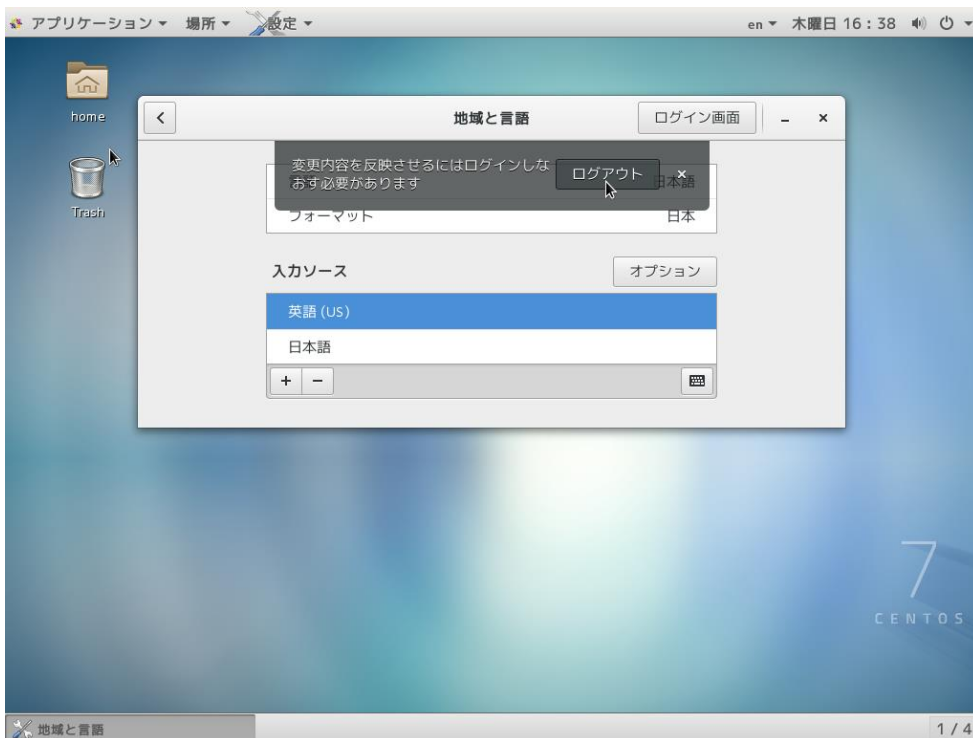 アプリケーション 場所 設定 en 木曜日 16:38
home
Trash
地域と言語 ログイン画面
変更内容を反映させるにはログインしな
おす必要があります
ログアウト
日本語
フォーマット 日本
入力ソース オプション
英語 (US)
日本語
7
CENTOS
地域と言語 1 / 4